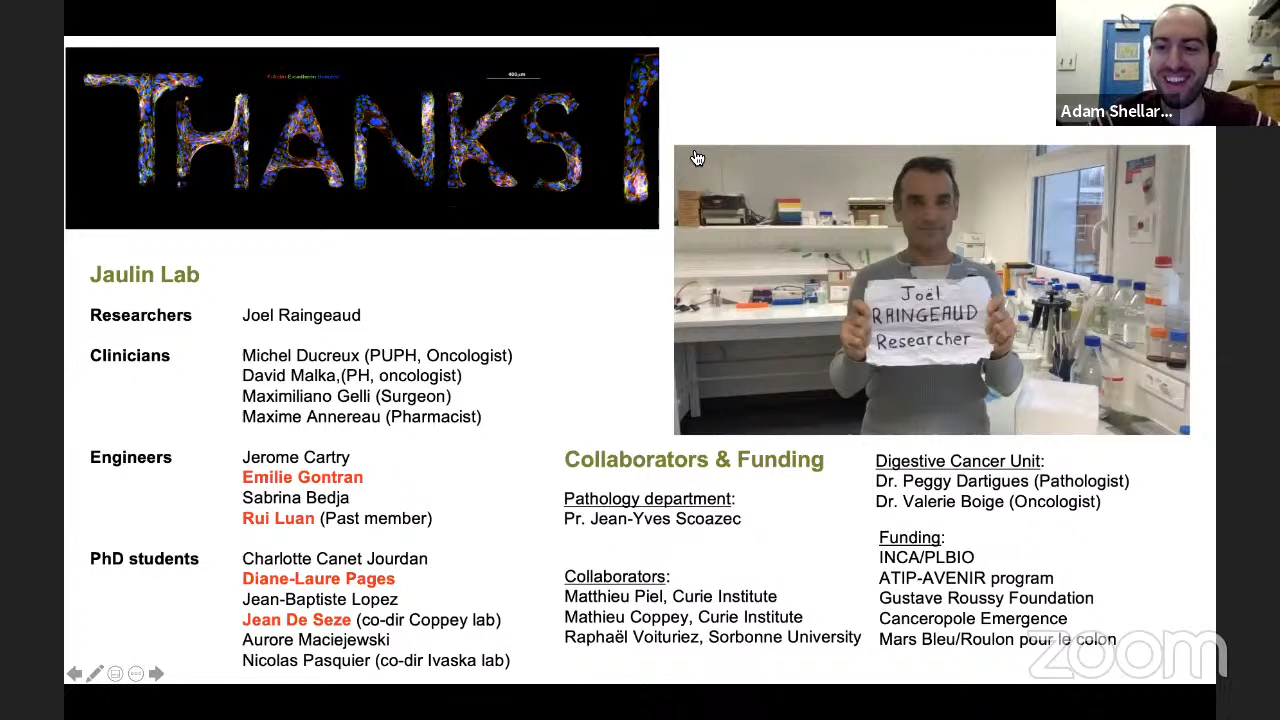 THANKS !
F-Actin E-cadherin
400µm
Adam Shellar...
Joël
RAINGEAUD
Researcher
Jaulin Lab
Researchers Joel Raingeaud
Clinicians Michel Ducreux (PUPH, Oncologist)
David Malka,(PH, oncologist)
Maximiliano Gelli (Surgeon)
Maxime Annereau (Pharmacist)
Engineers Jerome Cartry
Emilie Gontran
Sabrina Bedja
Rui Luan (Past member)
PhD students Charlotte Canet Jourdan
Diane-Laure Pages
Jean-Baptiste Lopez
Jean De Seze (co-dir Coppey lab)
Aurore Maciejewski
Nicolas Pasquier (co-dir Ivaska lab)
Collaborators & Funding
Pathology department:
Pr. Jean-Yves Scoazec
Collaborators:
Matthieu Piel, Curie Institute
Mathieu Coppey, Curie Institute
Raphaël Voituriez, Sorbonne University
Digestive Cancer Unit:
Dr. Peggy Dartigues (Pathologist)
Dr. Valerie Boige (Oncologist)
Funding:
INCA/PLBIO
ATIP-AVENIR program
Gustave Roussy Foundation
Canceropole Emergence
Mars Bleu/Roulon pour le colon
zoom